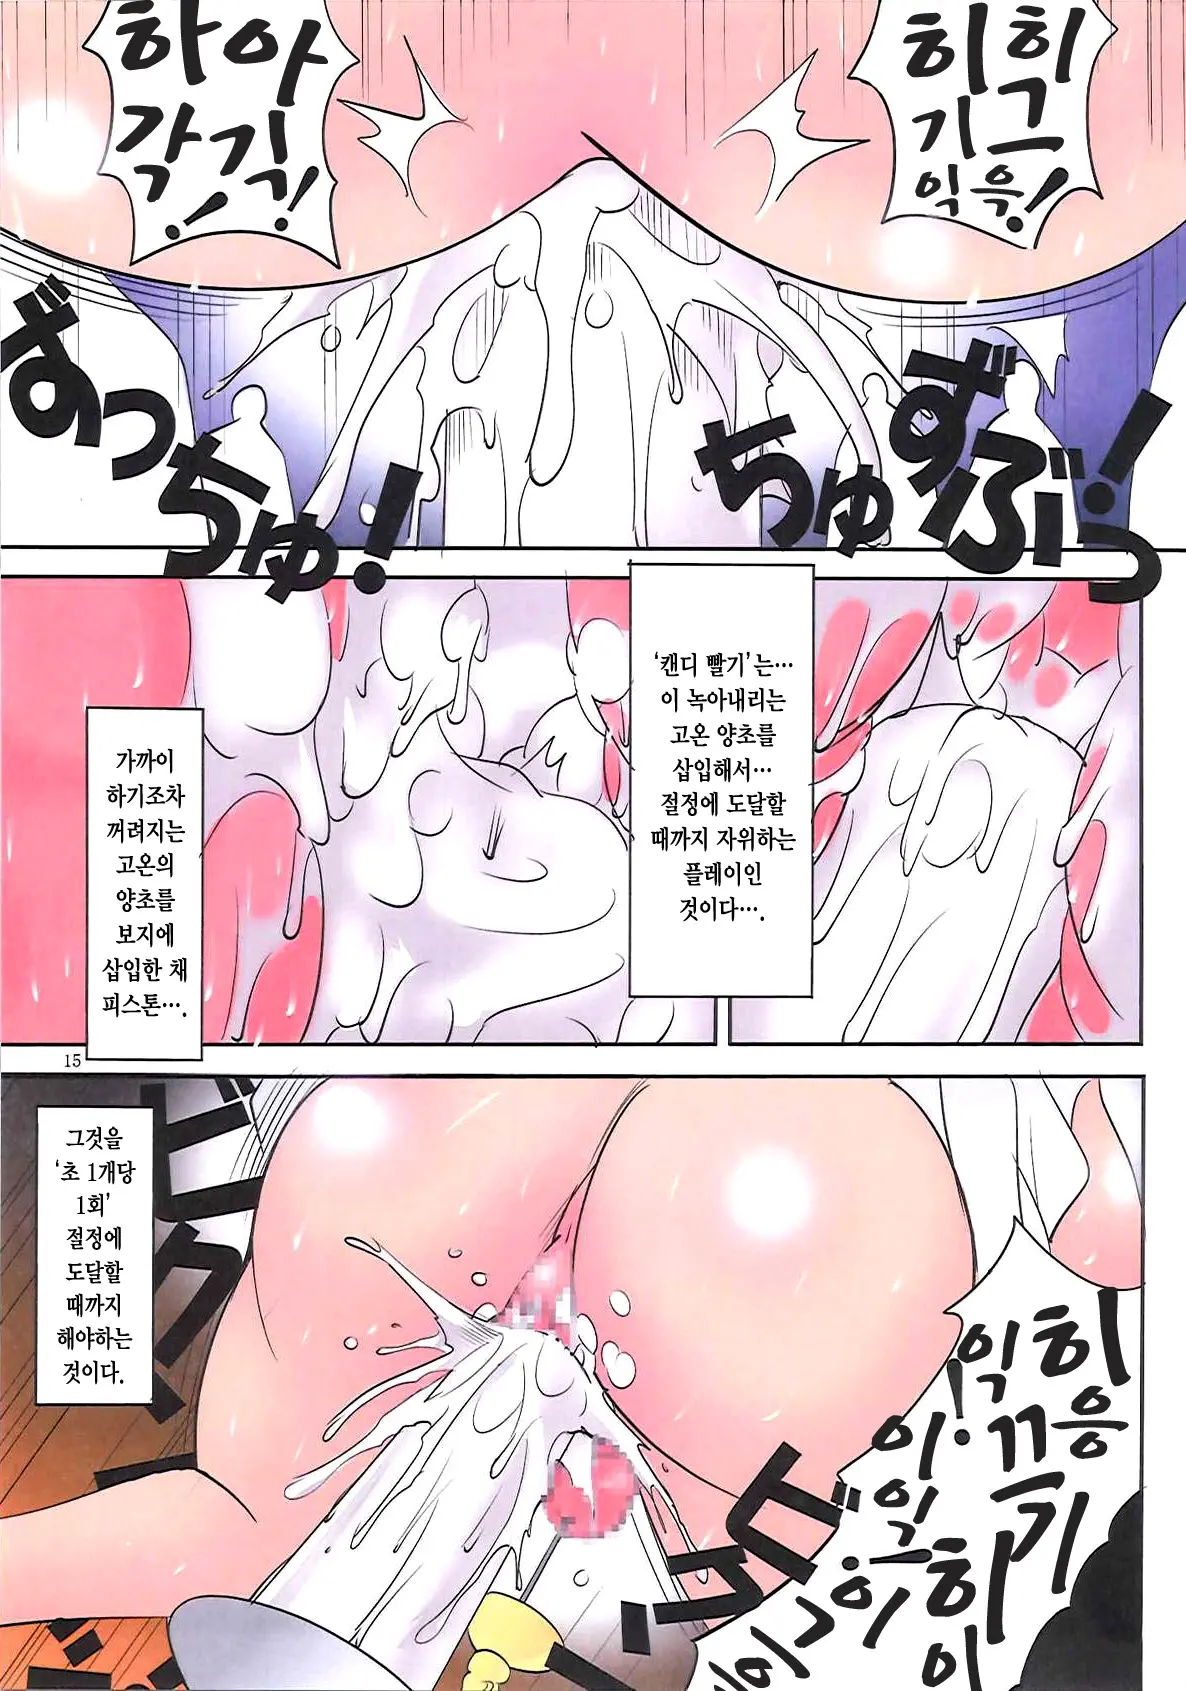 히히
기그
익윽!
하아
각긱!
!
ずぶっ!
ちゅ
ずっ
ちゅ!
‘캔디 빨기’는…
이 녹아내리는
고온 양초를
삽입해서…
절정에 도달할
때까지 자위하는
플레이인
것이다….
가까이
하기조차
꺼려지는
고온의
양초를
보지에
삽입한 채
피스톤….
15
그것을
‘초 1개당
1회’
절정에
도달할
때까지
해야하는
것이다.